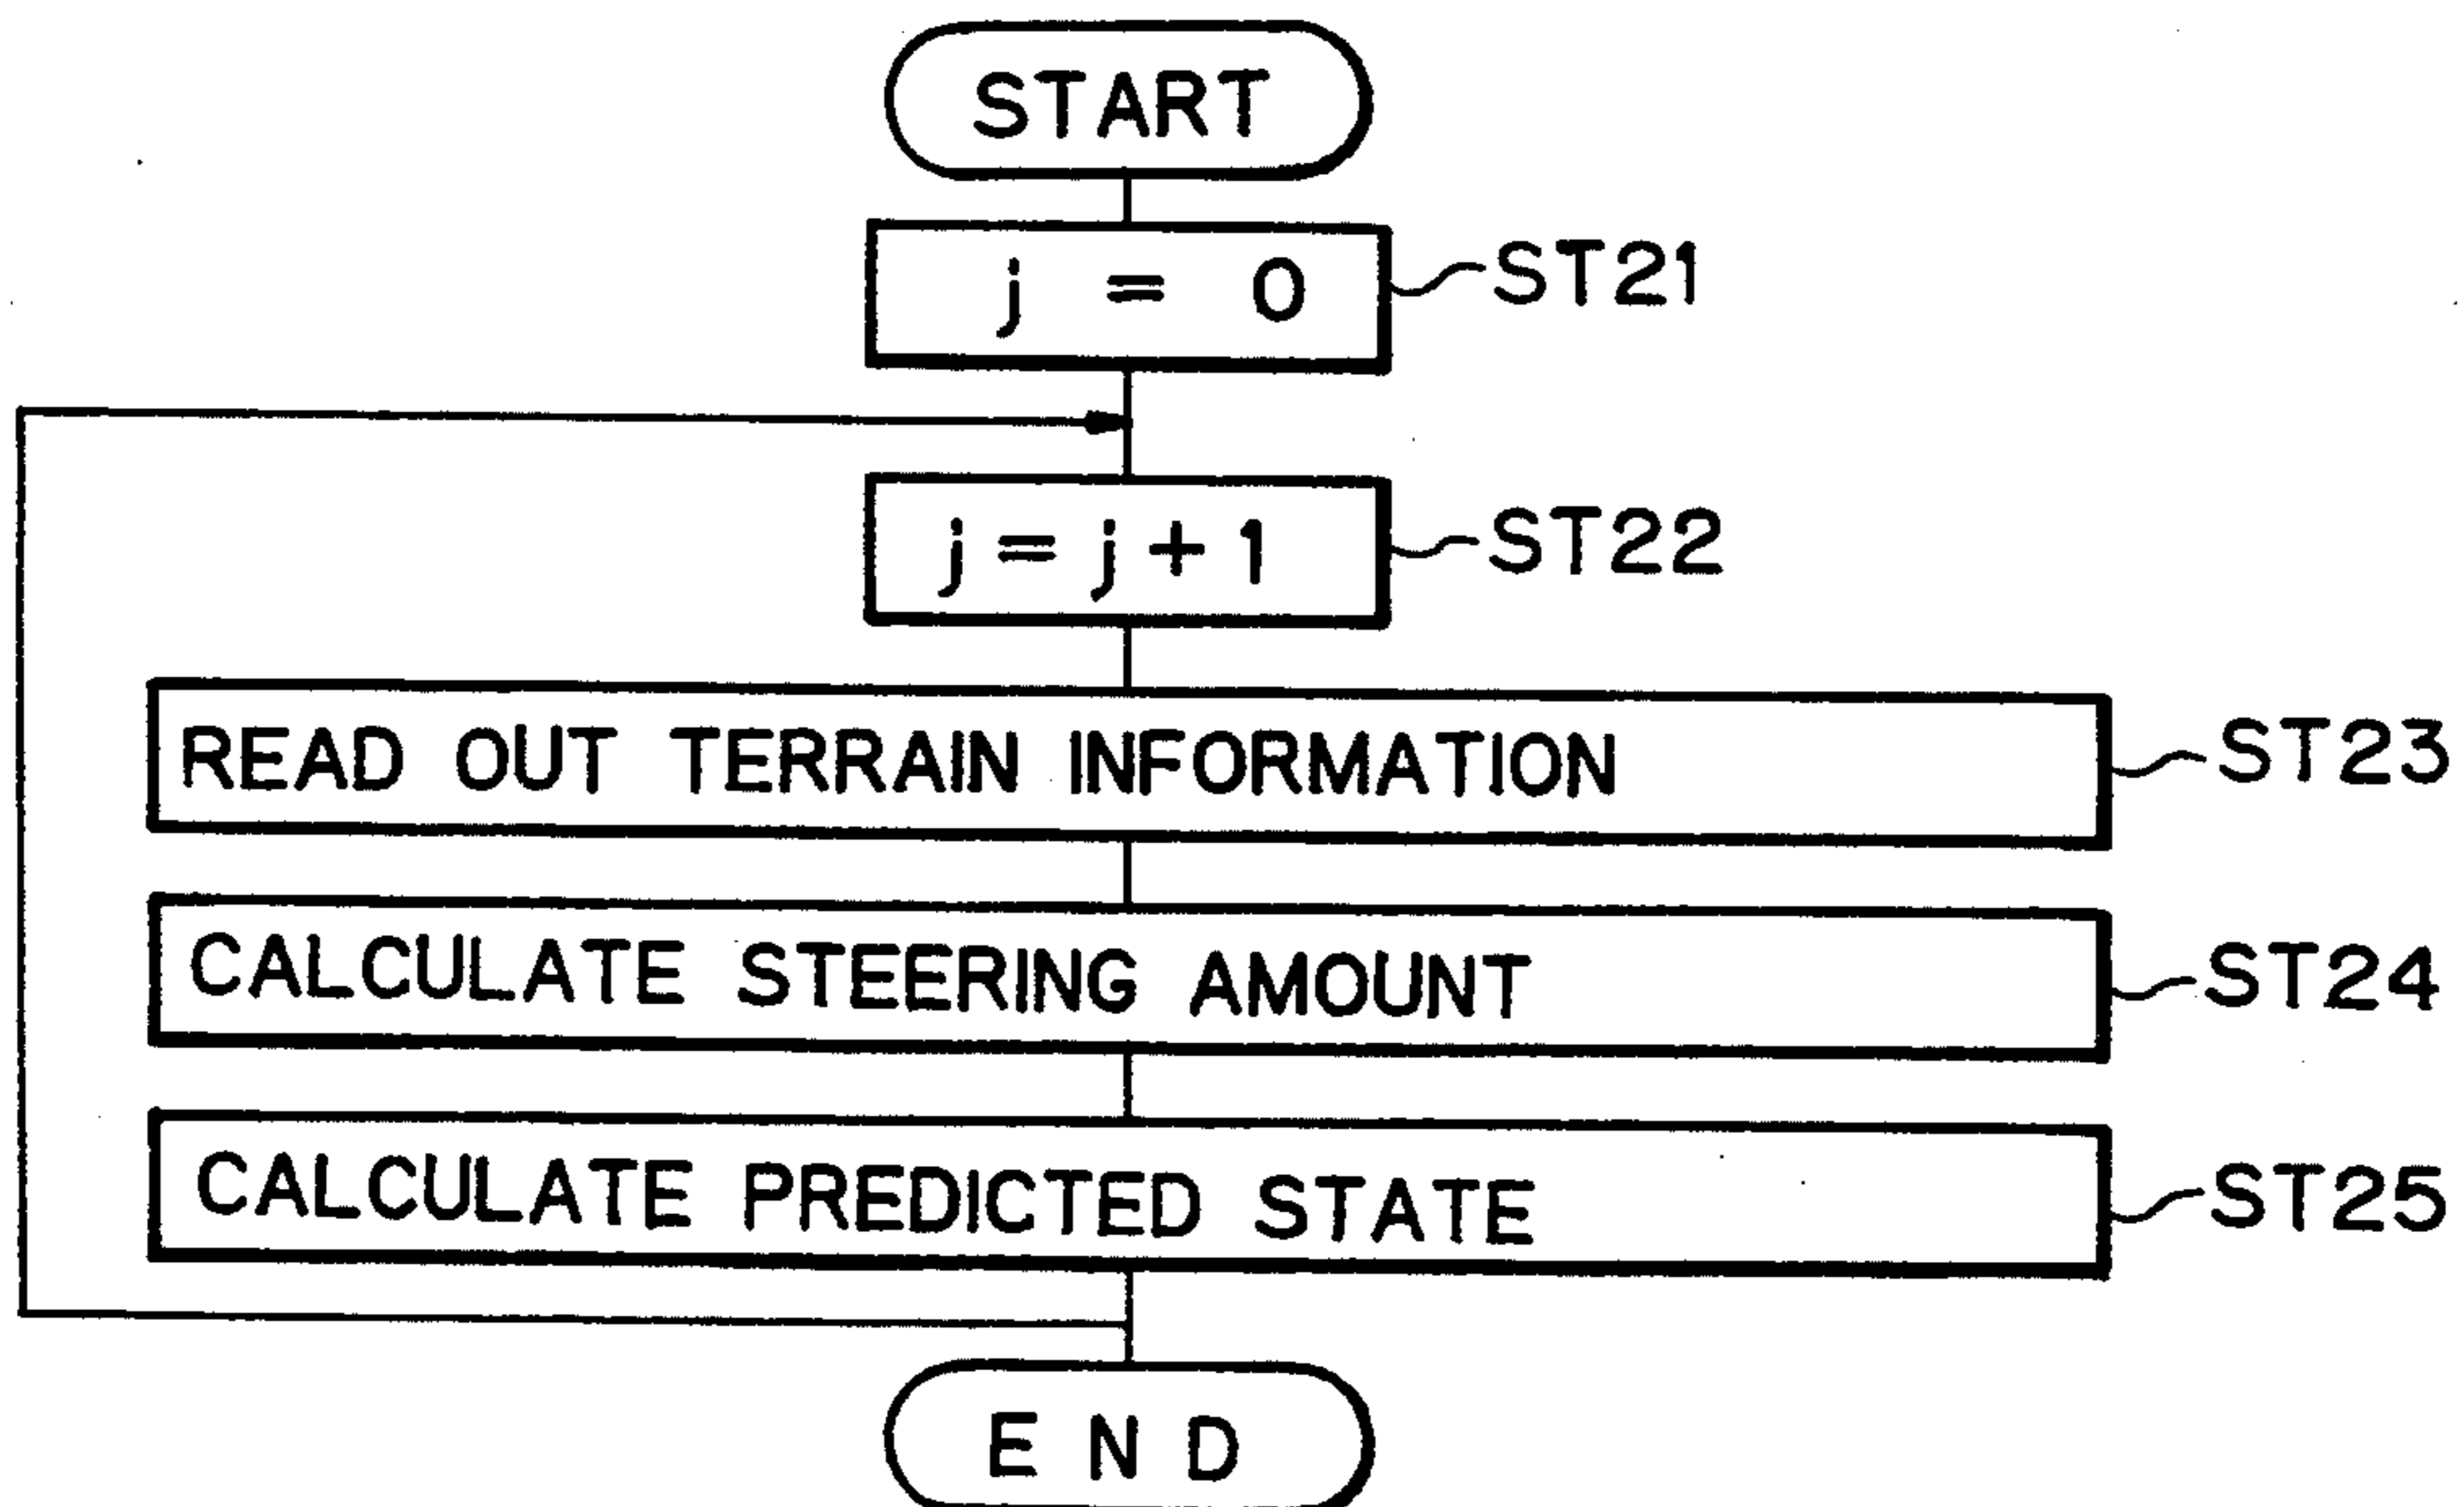 START
j = 0
ST21
j = j + 1
ST22
READ OUT TERRAIN INFORMATION
ST23
CALCULATE STEERING AMOUNT
ST24
CALCULATE PREDICTED STATE
ST25
END